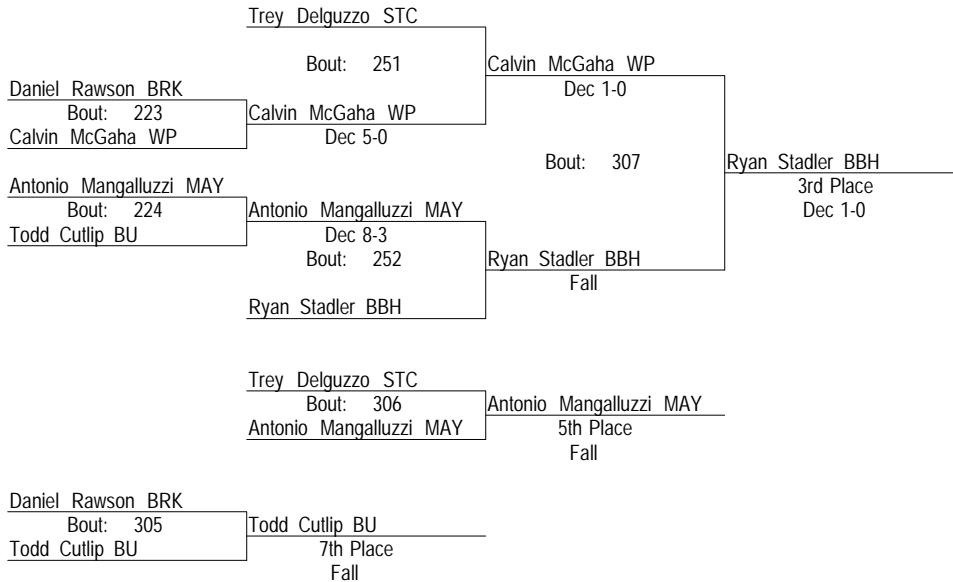 Trey Delguzzo STC
Bout: 251
Calvin McGaha WP
Dec 1-0
Daniel Rawson BRK
Bout: 223
Calvin McGaha WP
Calvin McGaha WP
Dec 5-0
Bout: 307
Ryan Stadler BBH
3rd Place
Dec 1-0
Antonio Mangalluzzi MAY
Bout: 224
Todd Cutlip BU
Antonio Mangalluzzi MAY
Dec 8-3
Bout: 252
Ryan Stadler BBH
Fall
Ryan Stadler BBH
Trey Delguzzo STC
Bout: 306
Antonio Mangalluzzi MAY
Antonio Mangalluzzi MAY
5th Place
Fall
Daniel Rawson BRK
Bout: 305
Todd Cutlip BU
Todd Cutlip BU
7th Place
Fall